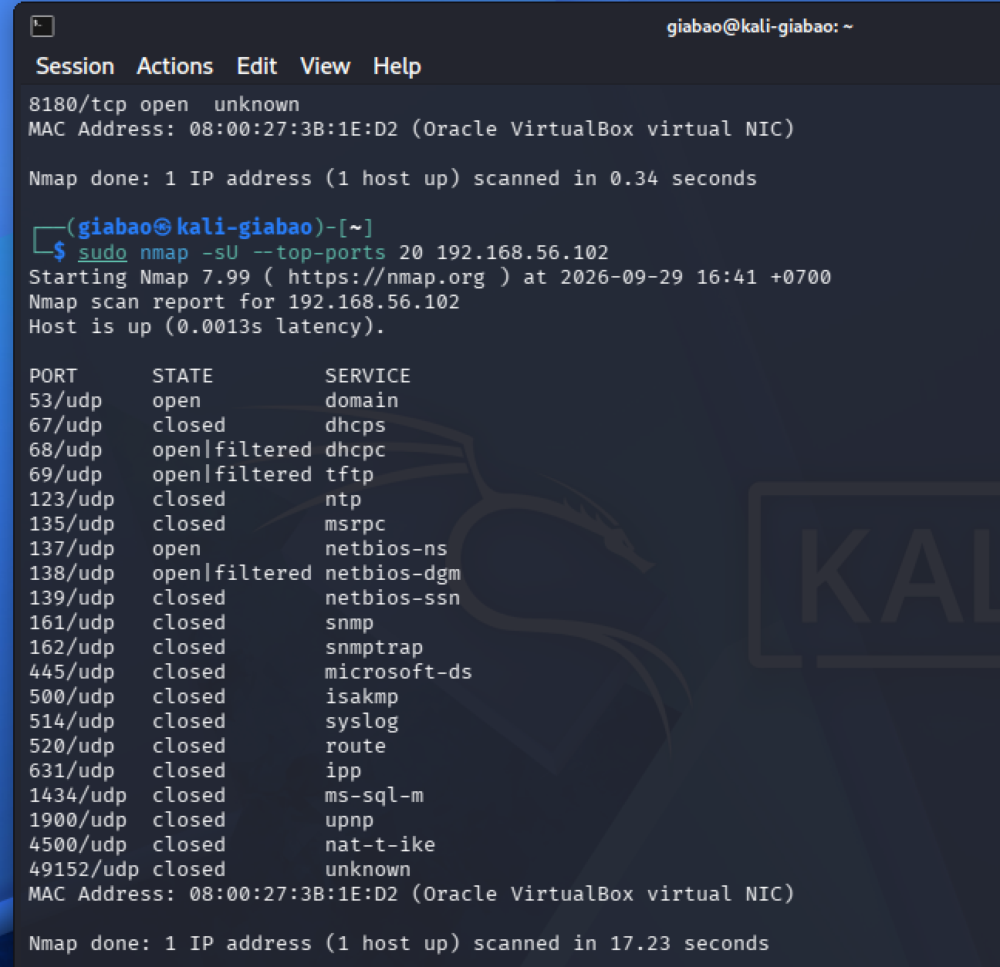 giabao@kali-giabao: ~
Session Actions Edit View Help
8180/tcp open  unknown
MAC Address: 08:00:27:3B:1E:D2 (Oracle VirtualBox virtual NIC)
Nmap done: 1 IP address (1 host up) scanned in 0.34 seconds
┌──(giabao㉿kali-giabao)-[~]
└─$ sudo nmap -sU --top-ports 20 192.168.56.102
Starting Nmap 7.99 ( https://nmap.org ) at 2026-09-29 16:41 +0700
Nmap scan report for 192.168.56.102
Host is up (0.0013s latency).
PORT      STATE         SERVICE
53/udp    open          domain
67/udp    closed        dhcps
68/udp    open|filtered dhcpc
69/udp    open|filtered tftp
123/udp   closed        ntp
135/udp   closed        msrpc
137/udp   open          netbios-ns
138/udp   open|filtered netbios-dgm
139/udp   closed        netbios-ssn
161/udp   closed        snmp
162/udp   closed        snmptrap
445/udp   closed        microsoft-ds
500/udp   closed        isakmp
514/udp   closed        syslog
520/udp   closed        route
631/udp   closed        ipp
1434/udp  closed        ms-sql-m
1900/udp  closed        upnp
4500/udp  closed        nat-t-ike
49152/udp closed        unknown
MAC Address: 08:00:27:3B:1E:D2 (Oracle VirtualBox virtual NIC)
Nmap done: 1 IP address (1 host up) scanned in 17.23 seconds
KAL